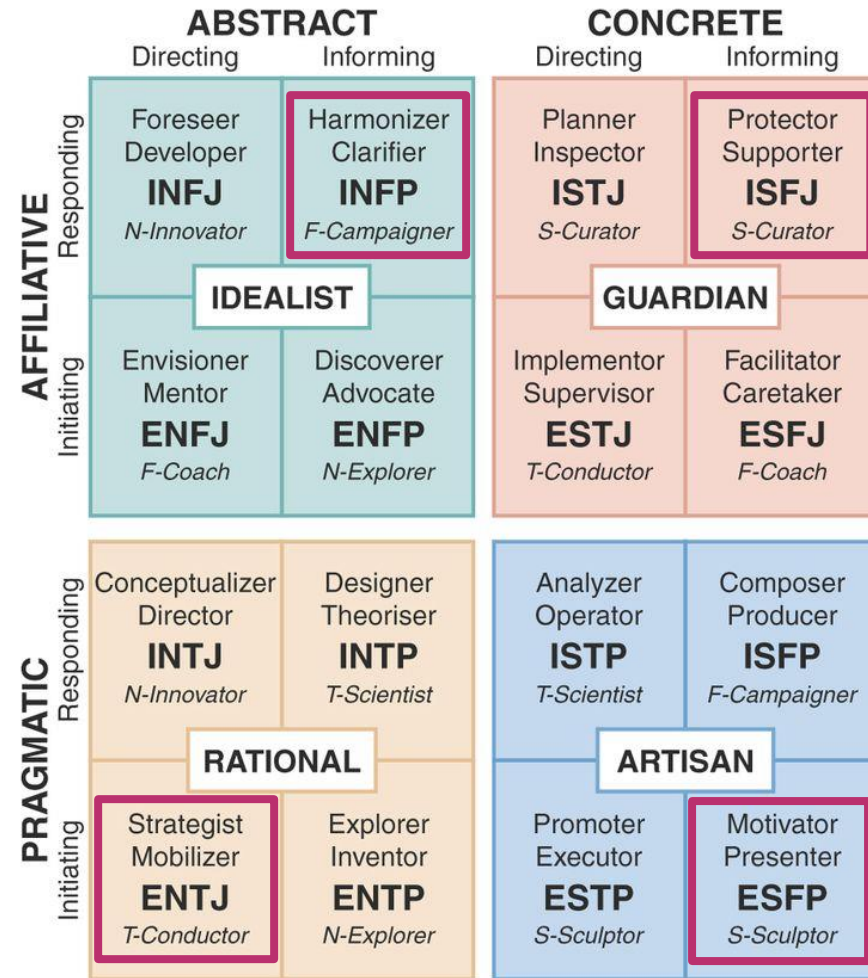 ABSTRACT
CONCRETE
Directing
Informing
Directing
Informing
AFFILIATIVE
Responding
Foreseer
Developer
INFJ
N-Innovator
Harmonizer
Clarifier
INFP
F-Campaigner
Planner
Inspector
ISTJ
S-Curator
Protector
Supporter
ISFJ
S-Curator
IDEALIST
GUARDIAN
Initiating
Envisioner
Mentor
ENFJ
F-Coach
Discoverer
Advocate
ENFP
N-Explorer
Implementor
Supervisor
ESTJ
T-Conductor
Facilitator
Caretaker
ESFJ
F-Coach
PRAGMATIC
Responding
Conceptualizer
Director
INTJ
N-Innovator
Designer
Theoriser
INTP
T-Scientist
Analyzer
Operator
ISTP
T-Scientist
Composer
Producer
ISFP
F-Campaigner
RATIONAL
ARTISAN
Initiating
Strategist
Mobilizer
ENTJ
T-Conductor
Explorer
Inventor
ENTP
N-Explorer
Promoter
Executor
ESTP
S-Sculptor
Motivator
Presenter
ESFP
S-Sculptor